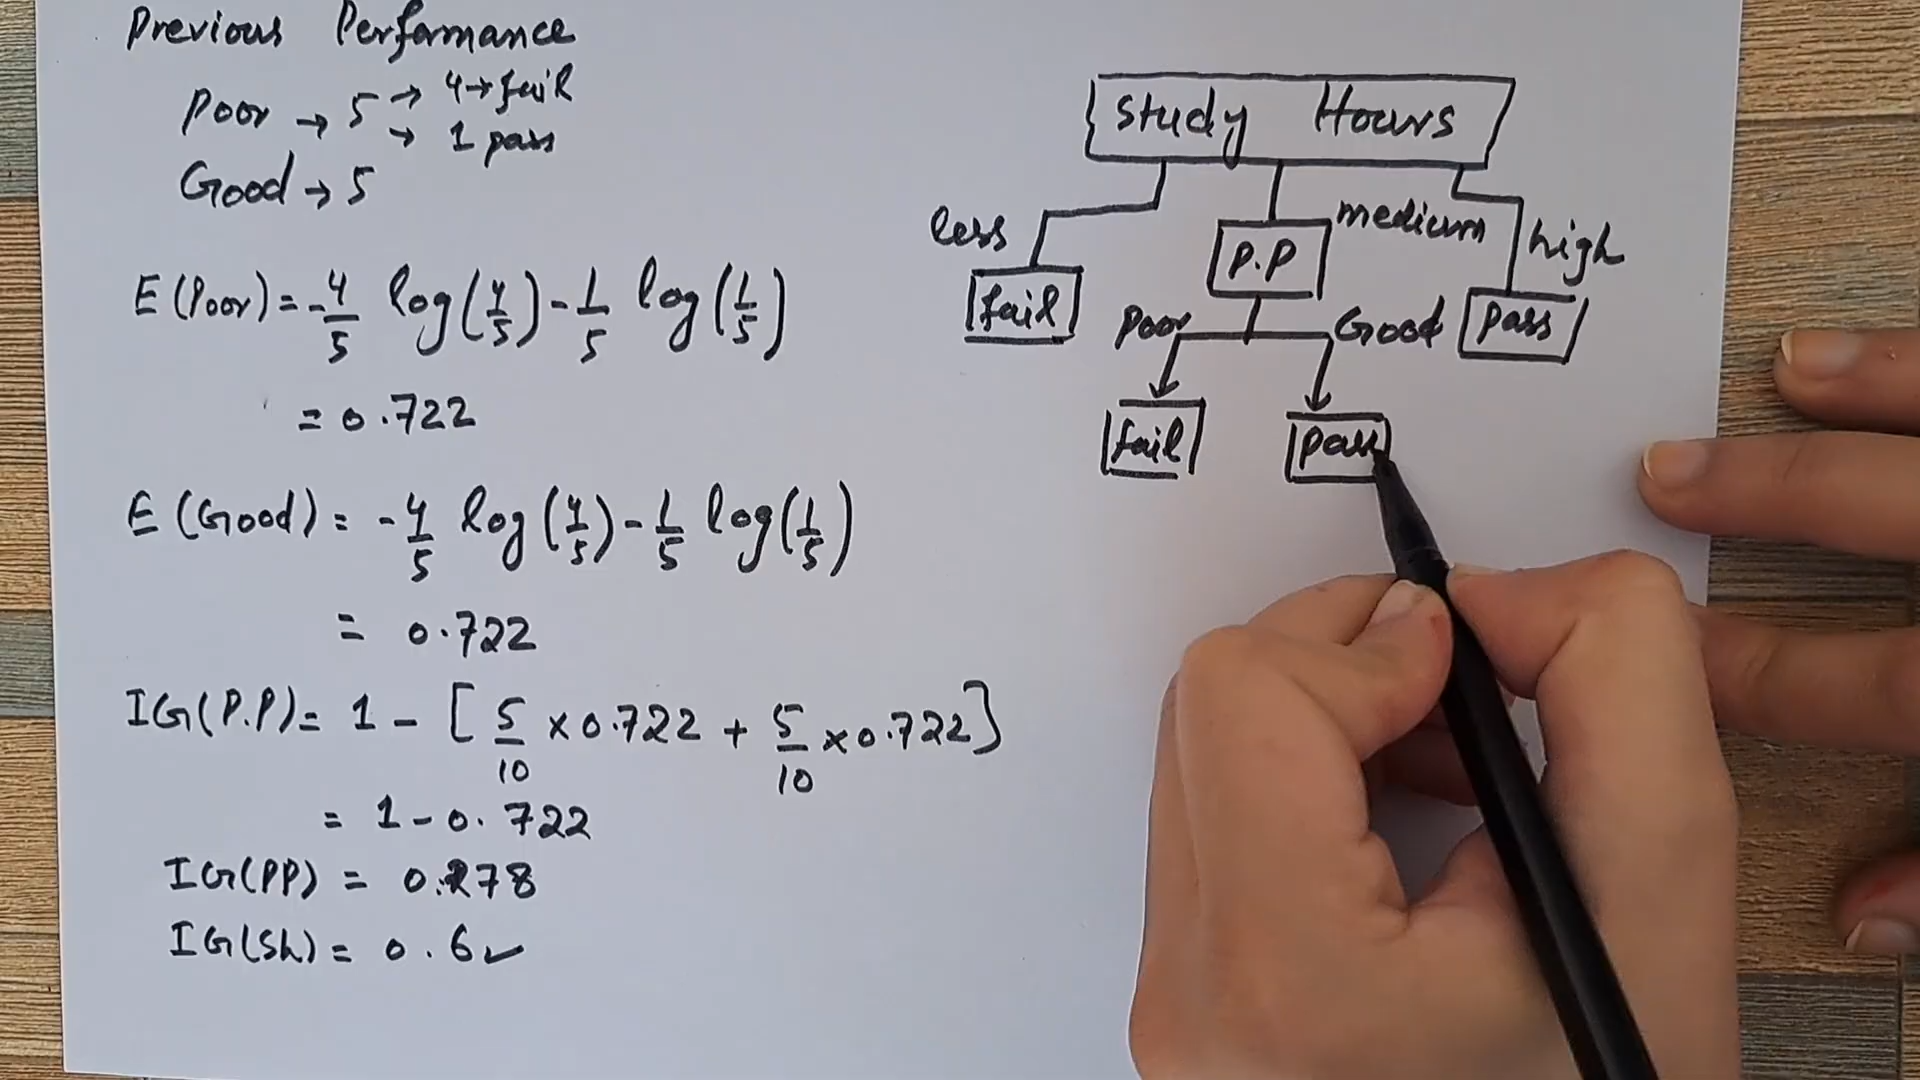 Previous Performance
Poor → 5 → 4 → fail
→ 1 pass
Good → 5
E (Poor) = -4/5 log(4/5) - 1/5 log(1/5)
= 0.722
E (Good) = -4/5 log(4/5) - 1/5 log(1/5)
= 0.722
IG(P.P) = 1 - [5/10 × 0.722 + 5/10 × 0.722]
= 1 - 0.722
IG(PP) = 0.278
IG(Sh) = 0.6 ✓
Study Hours
less
medium
high
fail
P.P
pass
Poor
Good
fail
pass